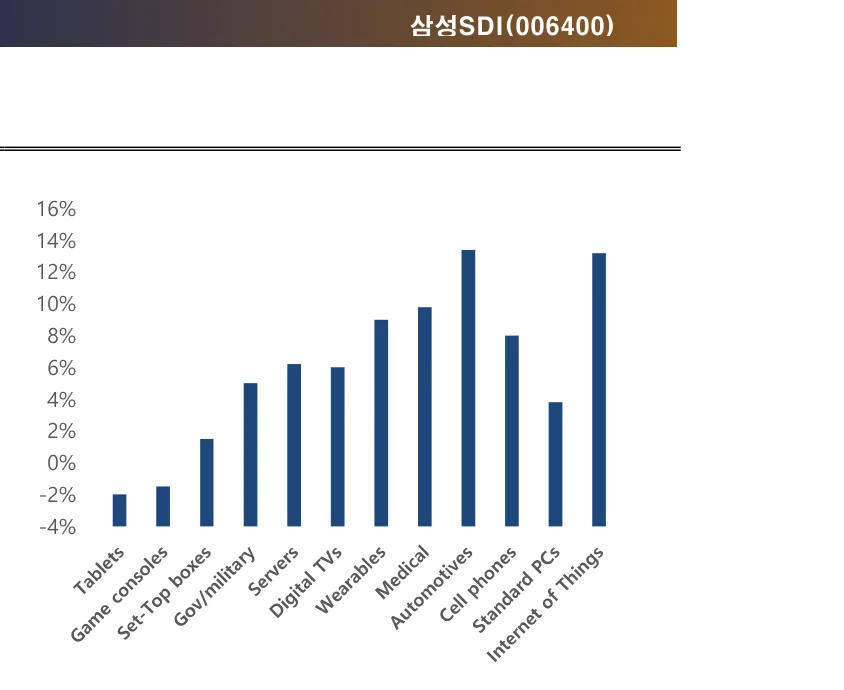 삼성SDI(006400)
16%
14%
12%
10%
8%
6%
4%
2%
0%
-2%
-4%
Tablets
Game consoles
Set-Top boxes
Gov/military
Servers
Digital TVs
Wearables
Medical
Automotives
Cell phones
Standard PCs
Internet of Things